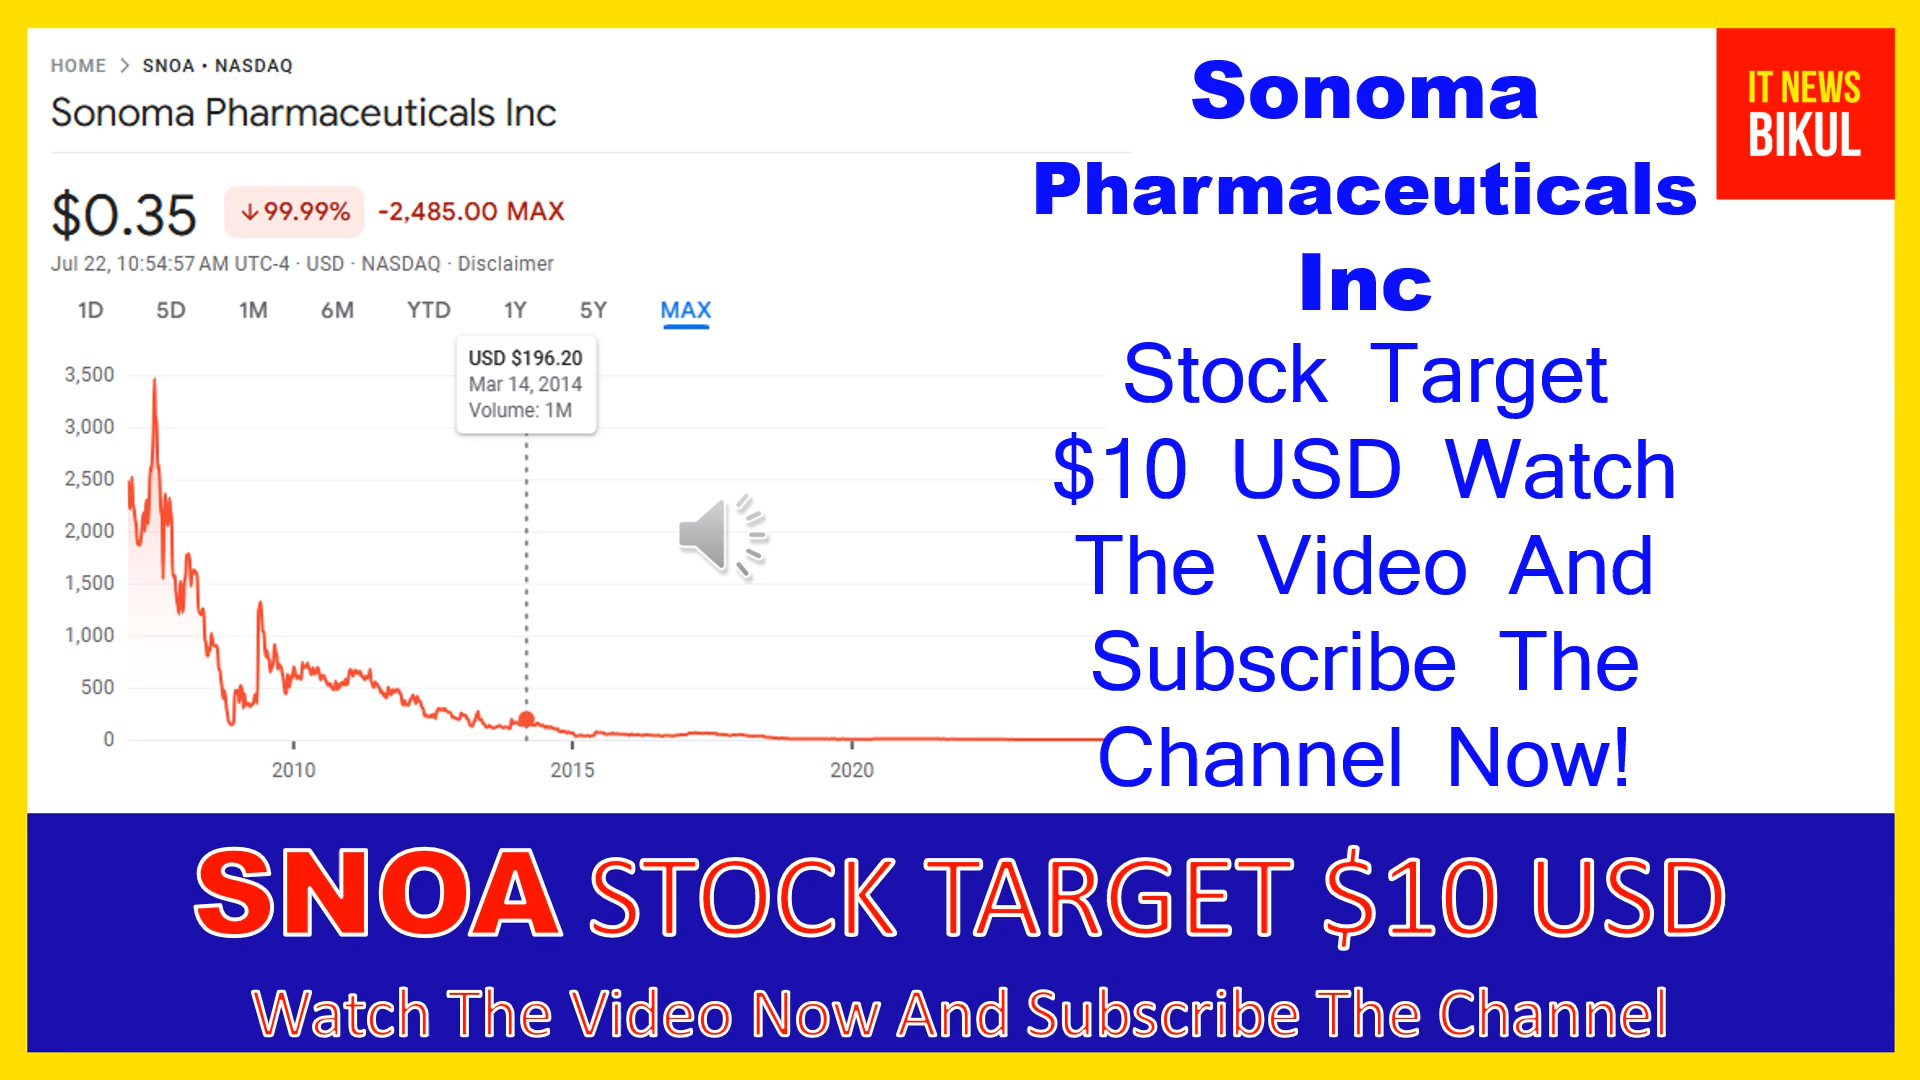 HOME > SNOA • NASDAQ
Sonoma Pharmaceuticals Inc
$0.35 ↓99.99% -2,485.00 MAX
Jul 22, 10:54:57 AM UTC-4 · USD · NASDAQ · Disclaimer
1D 5D 1M 6M YTD 1Y 5Y MAX
USD $196.20
Mar 14, 2014
Volume: 1M
3,500
3,000
2,500
2,000
1,500
1,000
500
0
2010 2015 2020
Sonoma
Pharmaceuticals
Inc
Stock Target
$10 USD Watch
The Video And
Subscribe The
Channel Now!
IT NEWS
BIKUL
SNOA STOCK TARGET $10 USD
Watch The Video Now And Subscribe The Channel